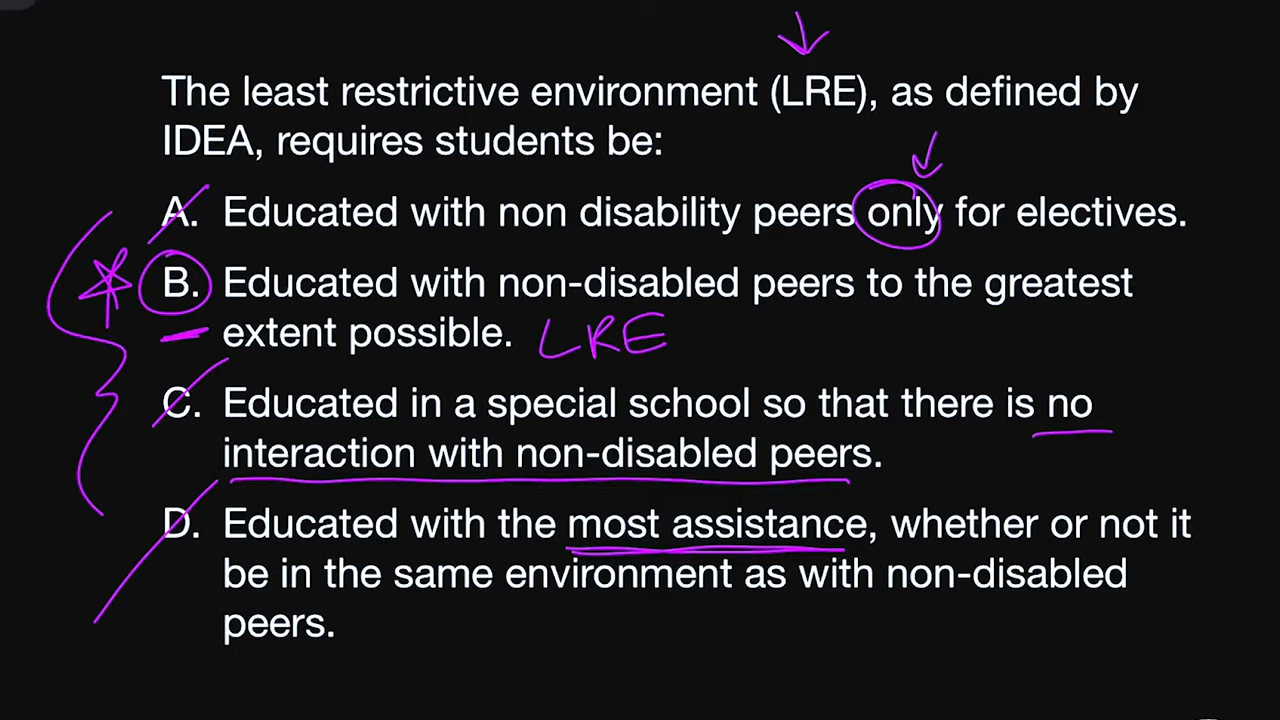 The least restrictive environment (LRE), as defined by
IDEA, requires students be:
A. Educated with non disability peers only for electives.
B. Educated with non-disabled peers to the greatest
extent possible. LRE
C. Educated in a special school so that there is no
interaction with non-disabled peers.
D. Educated with the most assistance, whether or not it
be in the same environment as with non-disabled
peers.